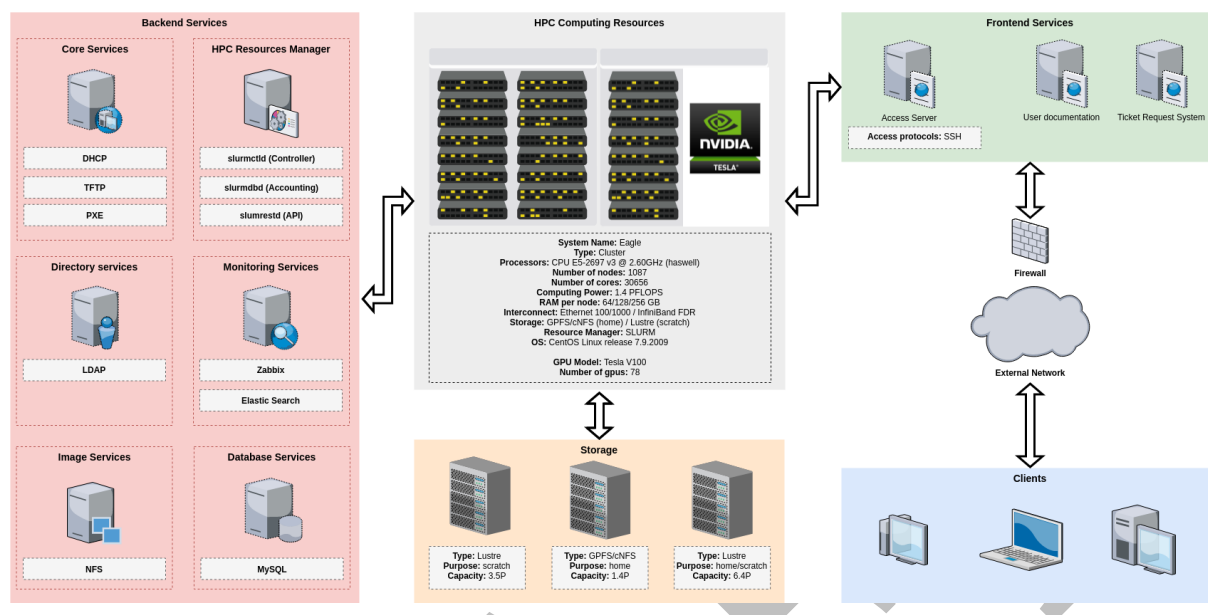 Backend Services
Core Services
DHCP
TFTP
PXE
HPC Resources Manager
slurmctld (Controller)
slurmdbd (Accounting)
slumrestd (API)
Directory services
LDAP
Monitoring Services
Zabbix
Elastic Search
Image Services
NFS
Database Services
MySQL
HPC Computing Resources
NVIDIA.
TESLA
System Name: Eagle
Type: Cluster
Processors: CPU E5-2697 v3 @ 2.60GHz (haswell)
Number of nodes: 1087
Number of cores: 30656
Computing Power: 1.4 PFLOPS
RAM per node: 64/128/256 GB
Interconnect: Ethernet 100/1000 / InfiniBand FDR
Storage: GPFS/cNFS (home) / Lustre (scratch)
Resource Manager: SLURM
OS: CentOS Linux release 7.9.2009
GPU Model: Tesla V100
Number of gpus: 78
Storage
Type: Lustre
Purpose: scratch
Capacity: 3.5P
Type: GPFS/cNFS
Purpose: home
Capacity: 1.4P
Type: Lustre
Purpose: home/scratch
Capacity: 6.4P
Frontend Services
Access Server
Access protocols: SSH
User documentation
Ticket Request System
Firewall
External Network
Clients